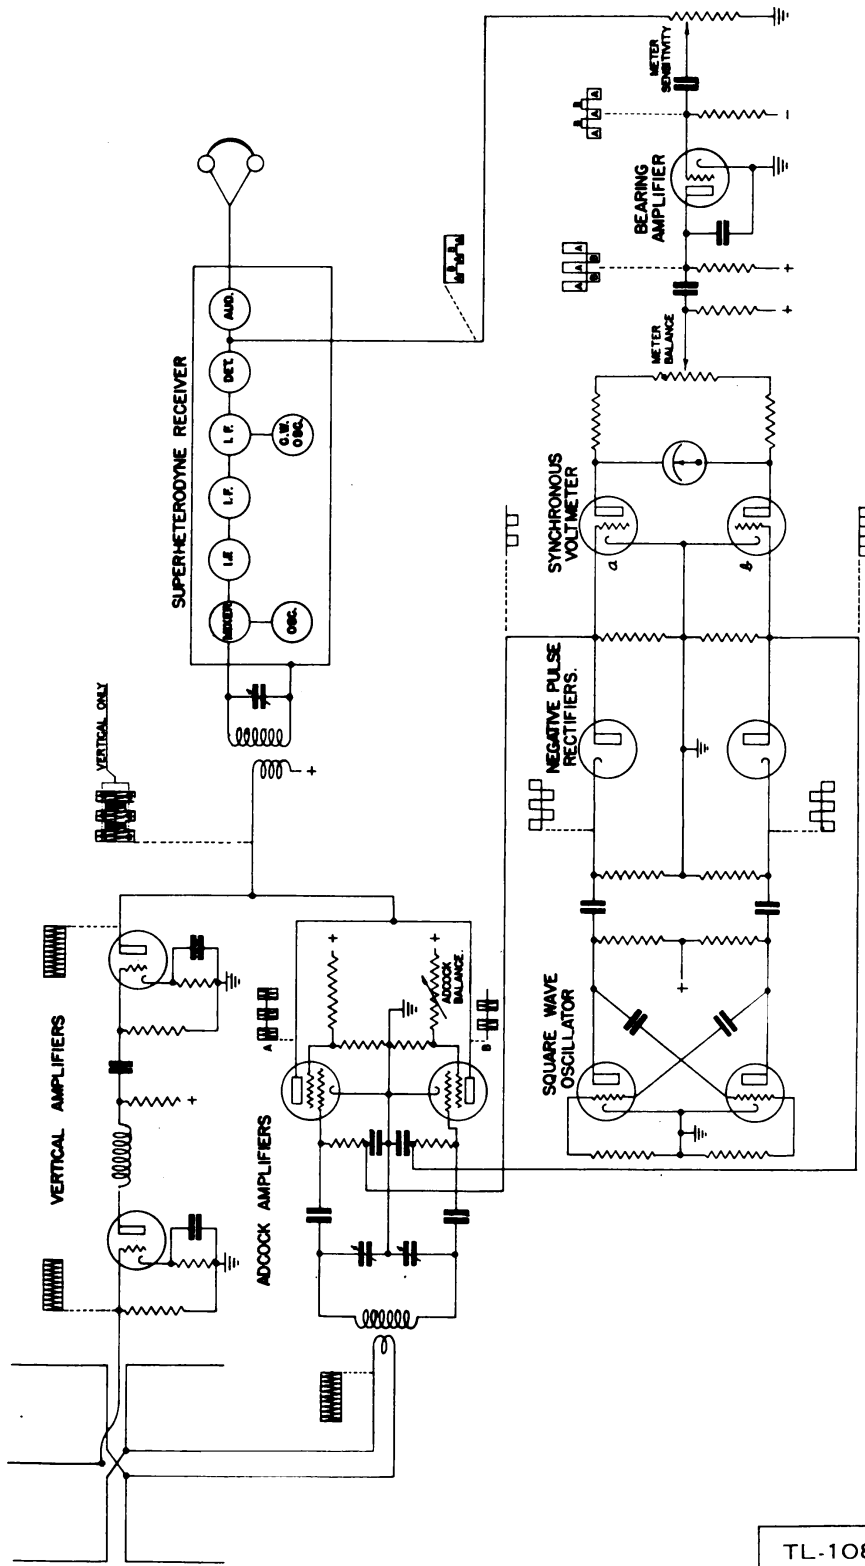 VERTICAL AMPLIFIERS
VERTICAL ONLY
SUPERHETERODYNE RECEIVER
MIXER
OSC.
I.F.
I.F.
I.F.
C.W.
OSC.
DET.
AUD.
ADCOCK AMPLIFIERS
A
B
ADCOCK
BALANCE.
SQUARE WAVE
OSCILLATOR
NEGATIVE PULSE
RECTIFIERS.
SYNCHRONOUS
VOLTMETER
a
b
METER
BALANCE
BEARING
AMPLIFIER
METER
SENSITIVITY
A
B
A
B
A
A
B
A
B
A
TL-10